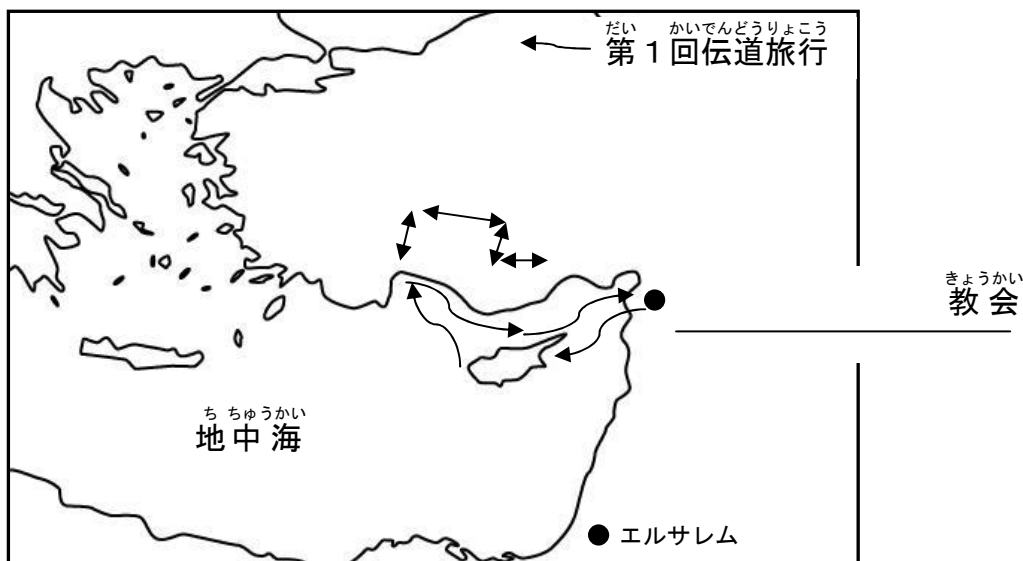 だい かいでんどうりょこう
第1回伝道旅行
きょうかい
教会
ち ちゅうかい
地中海
エルサレム